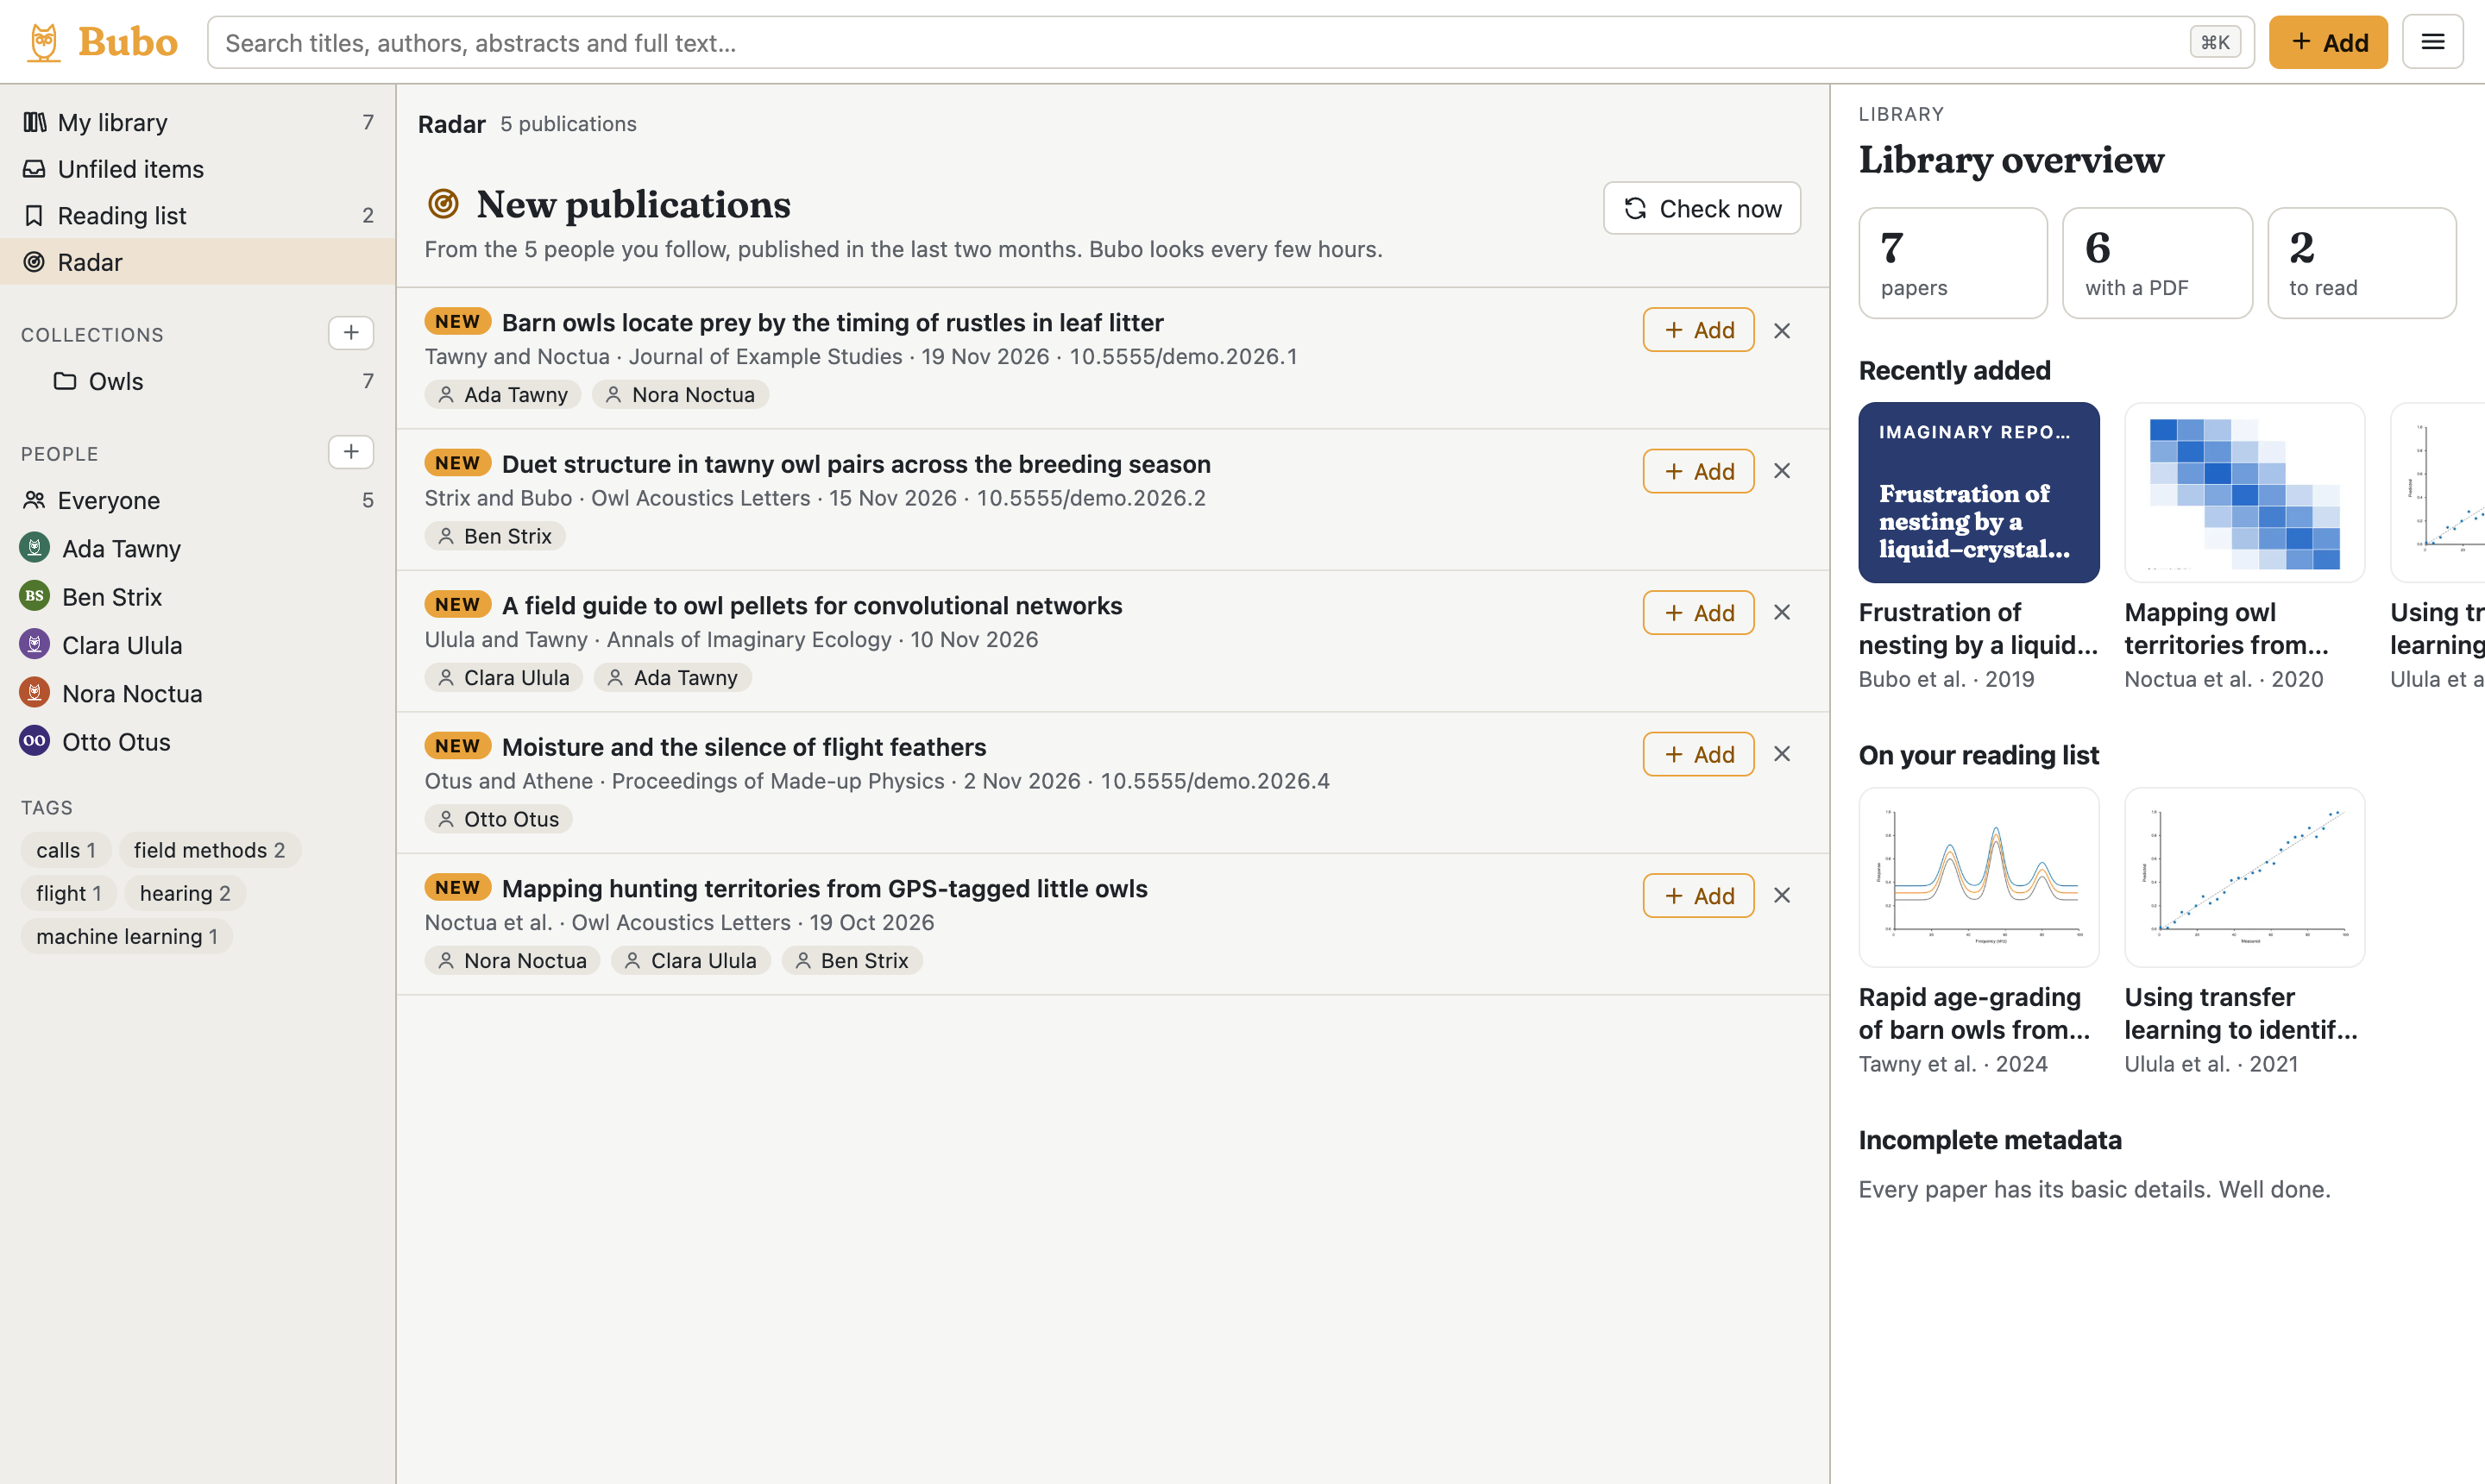 Bubo
Search titles, authors, abstracts and full text...
⌘K
+ Add
My library 7
Unfiled items
Reading list 2
Radar
COLLECTIONS
Owls 7
PEOPLE
Everyone 5
Ada Tawny
BS Ben Strix
Clara Ulula
Nora Noctua
OO Otto Otus
TAGS
calls 1
field methods 2
flight 1
hearing 2
machine learning 1
Radar 5 publications
New publications
Check now
From the 5 people you follow, published in the last two months. Bubo looks every few hours.
NEW Barn owls locate prey by the timing of rustles in leaf litter
+ Add
Tawny and Noctua · Journal of Example Studies · 19 Nov 2026 · 10.5555/demo.2026.1
Ada Tawny
Nora Noctua
NEW Duet structure in tawny owl pairs across the breeding season
+ Add
Strix and Bubo · Owl Acoustics Letters · 15 Nov 2026 · 10.5555/demo.2026.2
Ben Strix
NEW A field guide to owl pellets for convolutional networks
+ Add
Ulula and Tawny · Annals of Imaginary Ecology · 10 Nov 2026
Clara Ulula
Ada Tawny
NEW Moisture and the silence of flight feathers
+ Add
Otus and Athene · Proceedings of Made-up Physics · 2 Nov 2026 · 10.5555/demo.2026.4
Otto Otus
NEW Mapping hunting territories from GPS-tagged little owls
+ Add
Noctua et al. · Owl Acoustics Letters · 19 Oct 2026
Nora Noctua
Clara Ulula
Ben Strix
LIBRARY
Library overview
7
papers
6
with a PDF
2
to read
Recently added
IMAGINARY REPO...
Frustration of
nesting by a
liquid–crystal...
Frustration of
nesting by a liquid...
Bubo et al. · 2019
Mapping owl
territories from...
Noctua et al. · 2020
Using tr
learning
Ulula et a
On your reading list
Frequency (kHz)
Measured
Rapid age-grading
of barn owls from...
Tawny et al. · 2024
Using transfer
learning to identif...
Ulula et al. · 2021
Incomplete metadata
Every paper has its basic details. Well done.